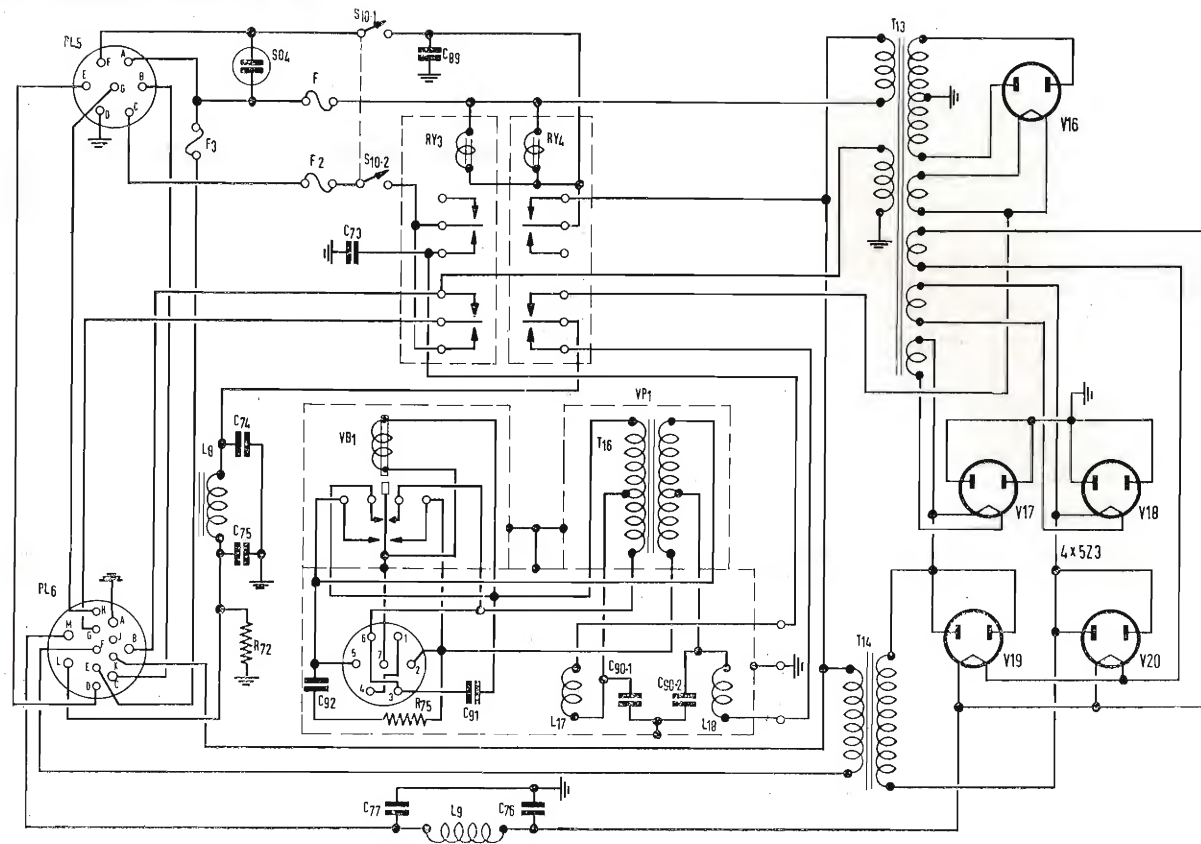 S10·1
T13
PL5
F A
SO4
C89
E G B
D C
F
V16
F3
RY3 RY4
F2
S10·2
C73
VP1
VB1
T16
C74
L8
C75
V17 V18
4 × 5Z3
PL6
H
M A
G J
F B
L K
E C
D
R72
6 1
5 7 2
4 3
C92
R75
C91
C90·1
C90·2
L17
L18
T14
V19
V20
C77
L9
C76